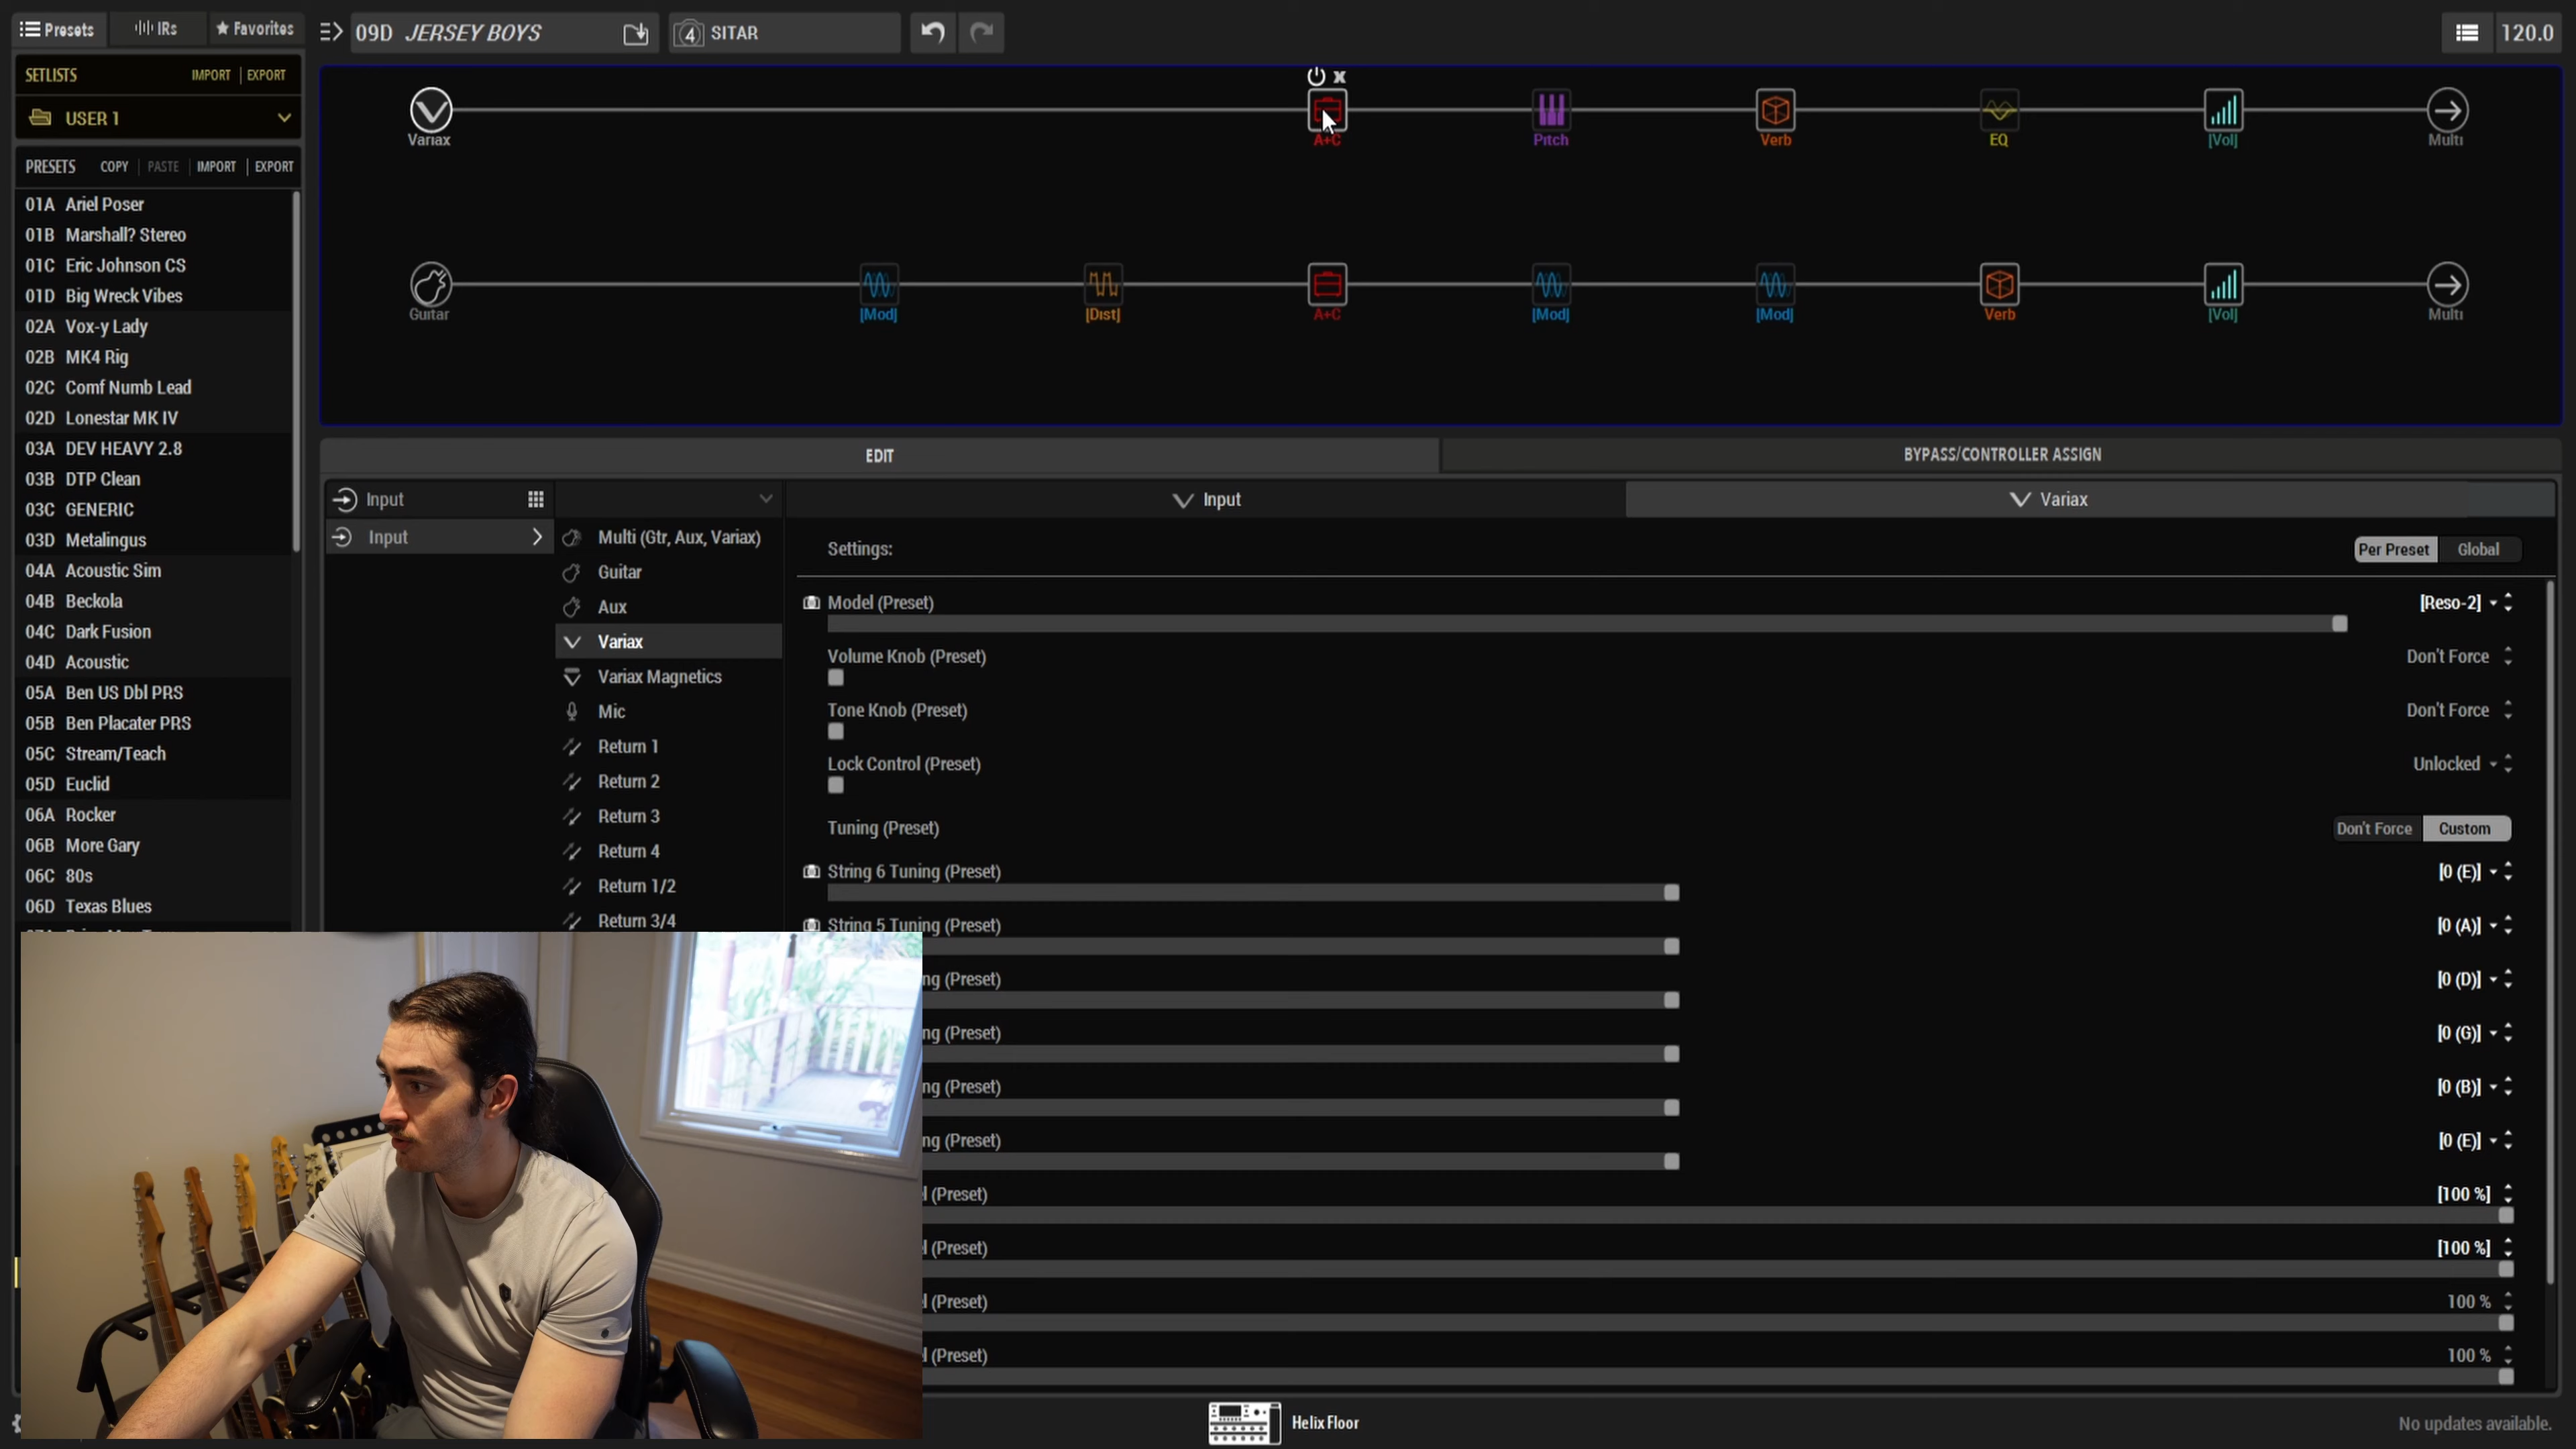 Presets IRs Favorites 09D JERSEY BOYS 4 SITAR 120.0
SETLISTS IMPORT EXPORT
USER 1
PRESETS COPY PASTE IMPORT EXPORT
01A Ariel Poser
01B Marshall? Stereo
01C Eric Johnson CS
01D Big Wreck Vibes
02A Vox-y Lady
02B MK4 Rig
02C Comf Numb Lead
02D Lonestar MK IV
03A DEV HEAVY 2.8
03B DTP Clean
03C GENERIC
03D Metalingus
04A Acoustic Sim
04B Beckola
04C Dark Fusion
04D Acoustic
05A Ben US Dbl PRS
05B Ben Placater PRS
05C Stream/Teach
05D Euclid
06A Rocker
06B More Gary
06C 80s
06D Texas Blues
x
Variax A+C Pitch Verb EQ [Vol] Multi
Guitar [Mod] [Dist] A+C [Mod] [Mod] Verb [Vol] Multi
EDIT BYPASS/CONTROLLER ASSIGN
Input
Input
Multi (Gtr, Aux, Variax)
Guitar
Aux
Variax
Variax Magnetics
Mic
Return 1
Return 2
Return 3
Return 4
Return 1/2
Return 3/4
Input Variax
Settings: Per Preset Global
Model (Preset) [Reso-2]
Volume Knob (Preset) Don't Force
Tone Knob (Preset) Don't Force
Lock Control (Preset) Unlocked
Tuning (Preset) Don't Force Custom
String 6 Tuning (Preset) [0 (E)]
String 5 Tuning (Preset) [0 (A)]
ng (Preset) [0 (D)]
ng (Preset) [0 (G)]
ng (Preset) [0 (B)]
ng (Preset) [0 (E)]
l (Preset) [100 %]
l (Preset) [100 %]
l (Preset) 100 %
l (Preset) 100 %
Helix Floor No updates available.